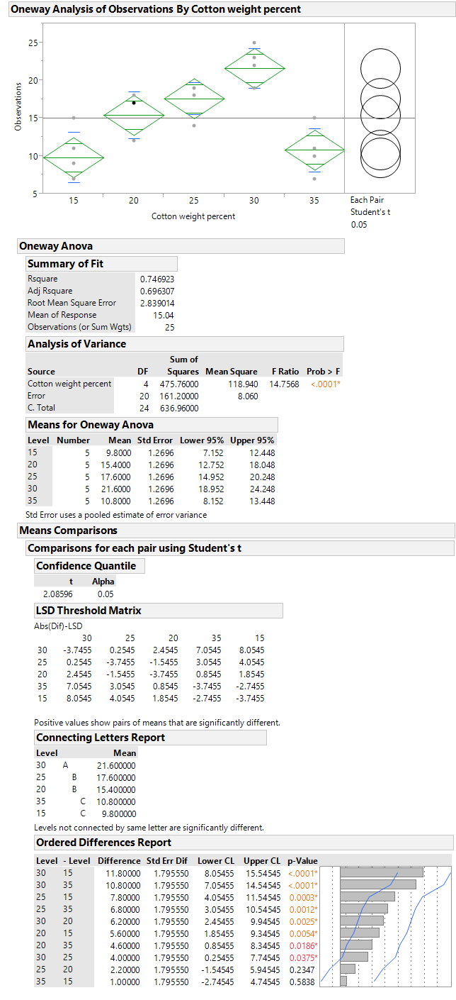 Oneway Analysis of Observations By Cotton weight percent
25
20
15
10
5
Observations
15 20 25 30 35
Cotton weight percent
Each Pair
Student's t
0.05
Oneway Anova
Summary of Fit
Rsquare 0.746923
Adj Rsquare 0.696307
Root Mean Square Error 2.839014
Mean of Response 15.04
Observations (or Sum Wgts) 25
Analysis of Variance
Sum of
Source DF Squares Mean Square F Ratio Prob > F
Cotton weight percent 4 475.76000 118.940 14.7568 <.0001*
Error 20 161.20000 8.060
C. Total 24 636.96000
Means for Oneway Anova
Level Number Mean Std Error Lower 95% Upper 95%
15 5 9.8000 1.2696 7.152 12.448
20 5 15.4000 1.2696 12.752 18.048
25 5 17.6000 1.2696 14.952 20.248
30 5 21.6000 1.2696 18.952 24.248
35 5 10.8000 1.2696 8.152 13.448
Std Error uses a pooled estimate of error variance
Means Comparisons
Comparisons for each pair using Student's t
Confidence Quantile
t Alpha
2.08596 0.05
LSD Threshold Matrix
Abs(Dif)-LSD
30 25 20 35 15
30 -3.7455 0.2545 2.4545 7.0545 8.0545
25 0.2545 -3.7455 -1.5455 3.0545 4.0545
20 2.4545 -1.5455 -3.7455 0.8545 1.8545
35 7.0545 3.0545 0.8545 -3.7455 -2.7455
15 8.0545 4.0545 1.8545 -2.7455 -3.7455
Positive values show pairs of means that are significantly different.
Connecting Letters Report
Level Mean
30 A 21.600000
25 B 17.600000
20 B 15.400000
35 C 10.800000
15 C 9.800000
Levels not connected by same letter are significantly different.
Ordered Differences Report
Level - Level Difference Std Err Dif Lower CL Upper CL p-Value
30 15 11.80000 1.795550 8.05455 15.54545 <.0001*
30 35 10.80000 1.795550 7.05455 14.54545 <.0001*
25 15 7.80000 1.795550 4.05455 11.54545 0.0003*
25 35 6.80000 1.795550 3.05455 10.54545 0.0012*
30 20 6.20000 1.795550 2.45455 9.94545 0.0025*
20 15 5.60000 1.795550 1.85455 9.34545 0.0054*
20 35 4.60000 1.795550 0.85455 8.34545 0.0186*
30 25 4.00000 1.795550 0.25455 7.74545 0.0375*
25 20 2.20000 1.795550 -1.54545 5.94545 0.2347
35 15 1.00000 1.795550 -2.74545 4.74545 0.5838